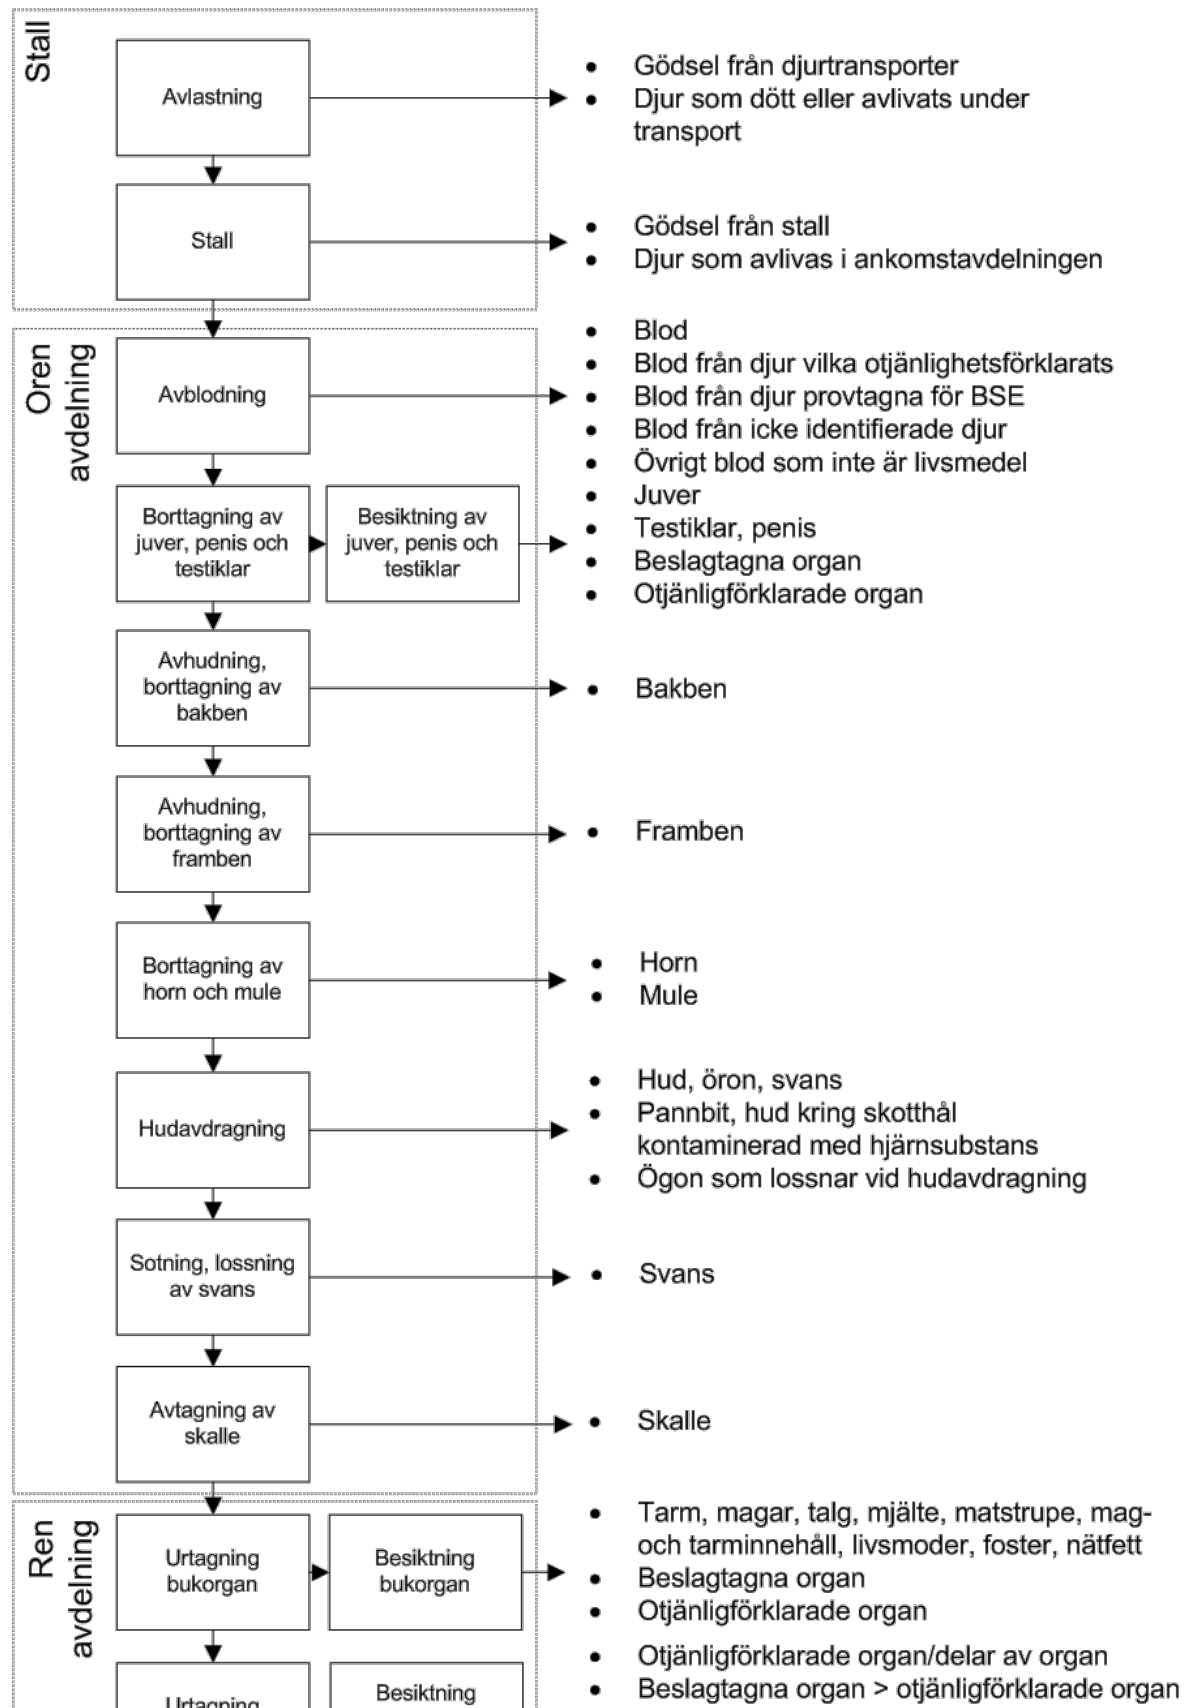 Stall
Avlastning
Gödsel från djurtransporter
Djur som dött eller avlivats under
transport
Stall
Gödsel från stall
Djur som avlivas i ankomstavdelningen
Oren
avdelning
Avblodning
Blod
Blod från djur vilka otjänlighetsförklarats
Blod från djur provtagna för BSE
Blod från icke identifierade djur
Övrigt blod som inte är livsmedel
Borttagning av
juver, penis och
testiklar
Besiktning av
juver, penis och
testiklar
Juver
Testiklar, penis
Beslagtagna organ
Otjänligförklarade organ
Avhudning,
borttagning av
bakben
Bakben
Avhudning,
borttagning av
framben
Framben
Borttagning av
horn och mule
Horn
Mule
Hudavdragning
Hud, öron, svans
Pannbit, hud kring skotthål
kontaminerad med hjärnsubstans
Ögon som lossnar vid hudavdragning
Sotning, lossning
av svans
Svans
Avtagning av
skalle
Skalle
Ren
avdelning
Urtagning
bukorgan
Besiktning
bukorgan
Tarm, magar, talg, mjälte, matstrupe, mag-
och tarminnehåll, livsmoder, foster, nätfett
Beslagtagna organ
Otjänligförklarade organ
Urtagning
Besiktning
Otjänligförklarade organ/delar av organ
Beslagtagna organ > otjänligförklarade organ